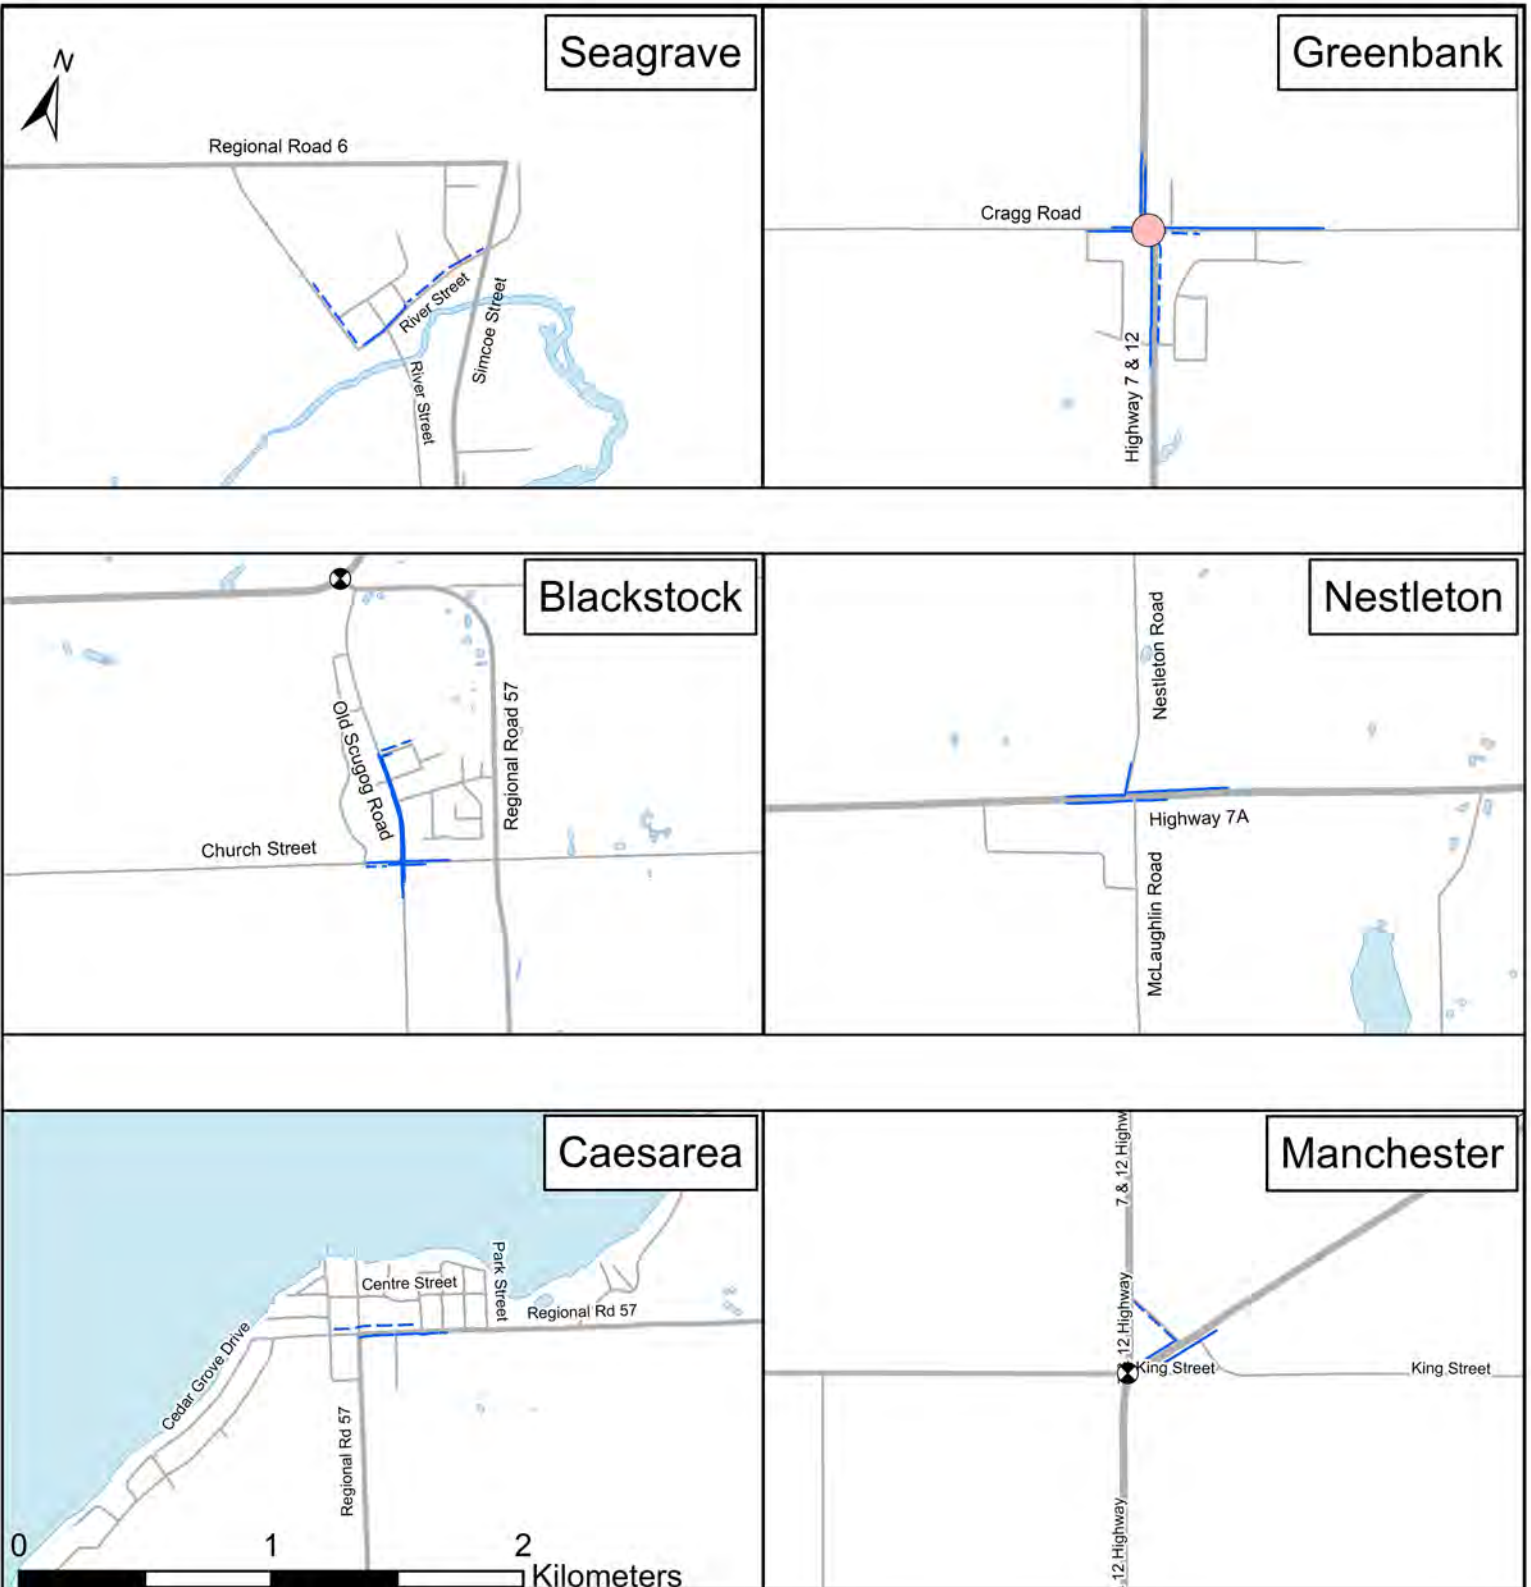 N
Seagrave
Regional Road 6
River Street
Simcoe Street
River Street
Greenbank
Cragg Road
Highway 7 & 12
Blackstock
Old Scugog Road
Regional Road 57
Church Street
Nestleton
Nestleton Road
Highway 7A
McLaughlin Road
Caesarea
Centre Street
Park Street
Regional Rd 57
Cedar Grove Drive
Regional Rd 57
0 1 2
Kilometers
Manchester
7 & 12 Highw
12 Highway
King Street
King Street
12 Highway